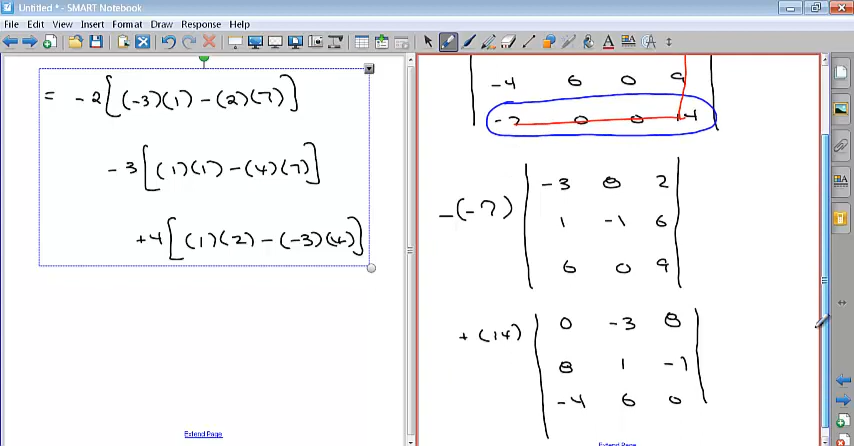 Untitled * - SMART Notebook
File Edit View Insert Format Draw Response Help
= -2[(-3)(1) - (2)(7)]
-3[(1)(1) - (4)(7)]
+4[(1)(2) - (-3)(4)]
Extend Page
-4 6 0 9
-7 0 0 14
-(-7) | -3 8 2 |
| 1 -1 6 |
| 6 0 9 |
+(14) | 0 -3 8 |
| 8 1 -1 |
| -4 6 0 |
Extend Page